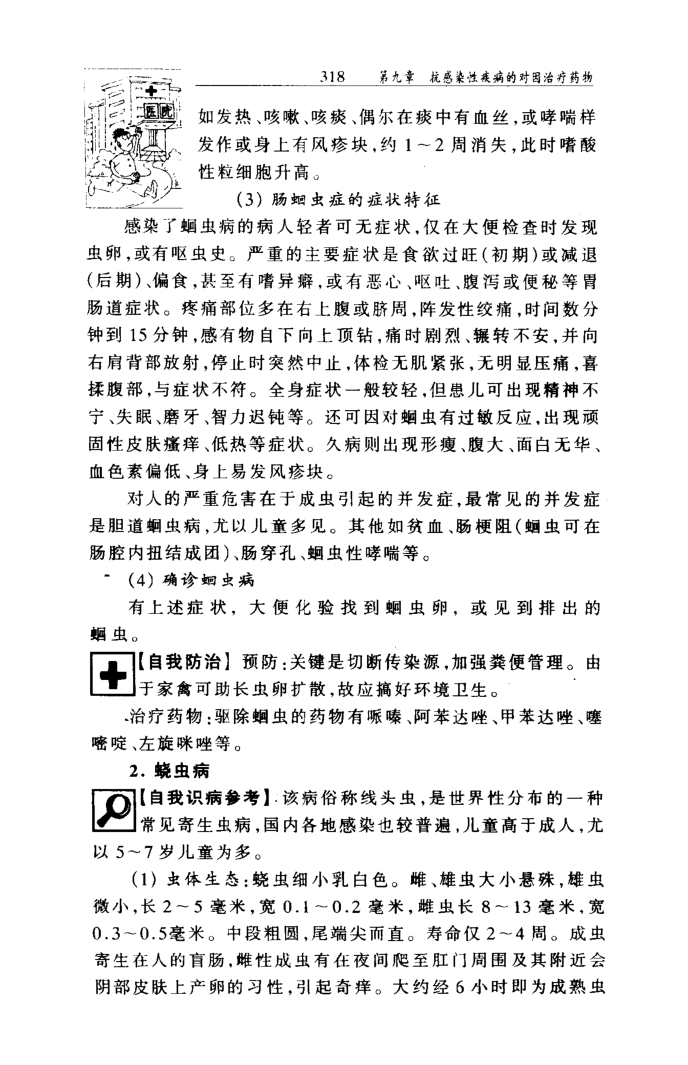 318 第九章 抗感染性疾病的对因治疗药物
医院
如发热、咳嗽、咳痰、偶尔在痰中有血丝,或哮喘样
发作或身上有风疹块,约 1～2 周消失,此时嗜酸
性粒细胞升高。
(3) 肠蛔虫症的症状特征
感染了蛔虫病的病人轻者可无症状,仅在大便检查时发现
虫卵,或有呕虫史。严重的主要症状是食欲过旺(初期)或减退
(后期)、偏食,甚至有嗜异癖,或有恶心、呕吐、腹泻或便秘等胃
肠道症状。疼痛部位多在右上腹或脐周,阵发性绞痛,时间数分
钟到 15 分钟,感有物自下向上顶钻,痛时剧烈、辗转不安,并向
右肩背部放射,停止时突然中止,体检无肌紧张,无明显压痛,喜
揉腹部,与症状不符。全身症状一般较轻,但患儿可出现精神不
宁、失眠、磨牙、智力迟钝等。还可因对蛔虫有过敏反应,出现顽
固性皮肤瘙痒、低热等症状。久病则出现形瘦、腹大、面白无华、
血色素偏低、身上易发风疹块。
对人的严重危害在于成虫引起的并发症,最常见的并发症
是胆道蛔虫病,尤以儿童多见。其他如贫血、肠梗阻(蛔虫可在
肠腔内扭结成团)、肠穿孔、蛔虫性哮喘等。
(4) 确诊蛔虫病
有上述症状，大便化验找到蛔虫卵，或见到排出的
蛔虫。
【自我防治】预防:关键是切断传染源,加强粪便管理。由
于家禽可助长虫卵扩散,故应搞好环境卫生。
治疗药物:驱除蛔虫的药物有哌嗪、阿苯达唑、甲苯达唑、噻
嘧啶、左旋咪唑等。
2. 蛲虫病
【自我识病参考】该病俗称线头虫,是世界性分布的一种
常见寄生虫病,国内各地感染也较普遍,儿童高于成人,尤
以 5～7 岁儿童为多。
(1) 虫体生态:蛲虫细小乳白色。雌、雄虫大小悬殊,雄虫
微小,长 2～5 毫米,宽 0.1～0.2 毫米,雌虫长 8～13 毫米,宽
0.3～0.5毫米。中段粗圆,尾端尖而直。寿命仅 2～4 周。成虫
寄生在人的盲肠,雌性成虫有在夜间爬至肛门周围及其附近会
阴部皮肤上产卵的习性,引起奇痒。大约经 6 小时即为成熟虫